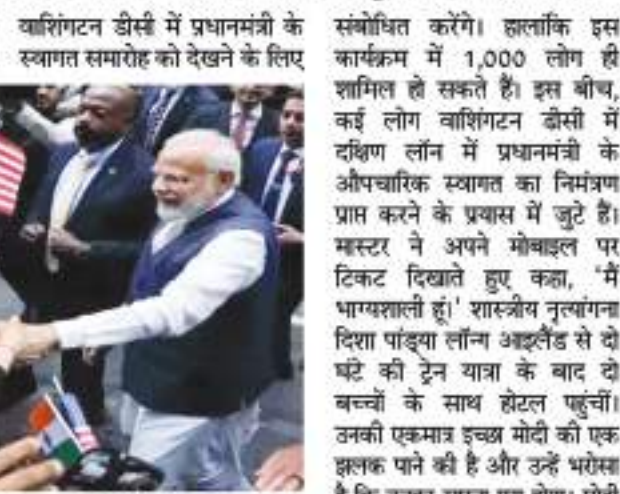 वाशिंगटन डीसी में प्रधानमंत्री के
स्वागत समारोह को देखने के लिए
संबोधित करेंगे। हालांकि इस
कार्यक्रम में 1,000 लोग ही
शामिल हो सकते हैं। इस बीच,
कई लोग वाशिंगटन डीसी में
दक्षिण लॉन में प्रधानमंत्री के
औपचारिक स्वागत का निमंत्रण
प्राप्त करने के प्रयास में जुटे हैं।
मास्टर ने अपने मोबाइल पर
टिकट दिखाते हुए कहा, 'मैं
भाग्यशाली हूं।' शास्त्रीय नृत्यांगना
दिशा पांड्या लॉन्ग आइलैंड से दो
घंटे की ट्रेन यात्रा के बाद दो
बच्चों के साथ होटल पहुंचीं।
उनकी एकमात्र इच्छा मोदी की एक
झलक पाने की है और उन्हें भरोसा